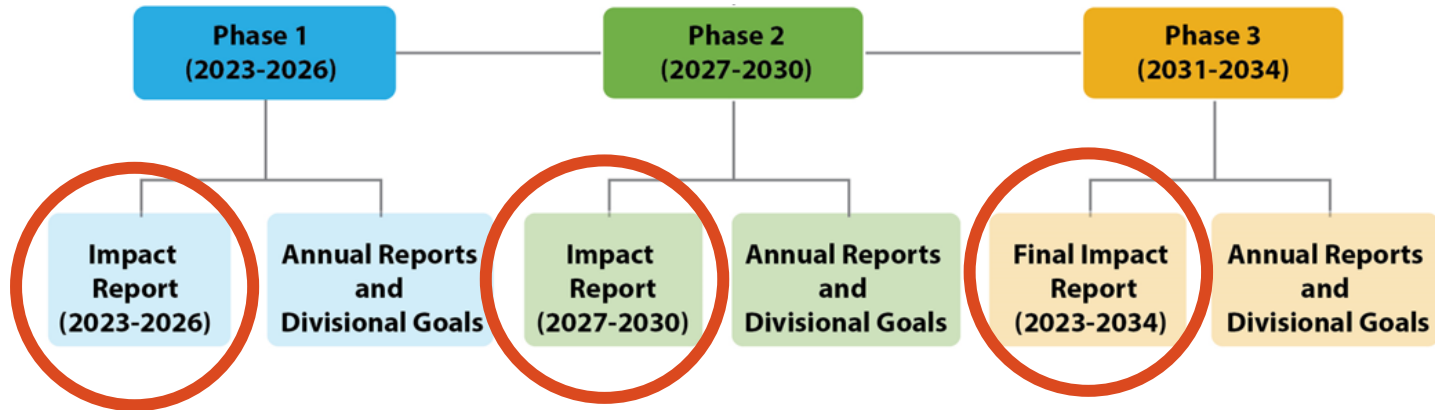 Phase 1
(2023-2026)
Phase 2
(2027-2030)
Phase 3
(2031-2034)
Impact
Report
(2023-2026)
Annual Reports
and
Divisional Goals
Impact
Report
(2027-2030)
Annual Reports
and
Divisional Goals
Final Impact
Report
(2023-2034)
Annual Reports
and
Divisional Goals